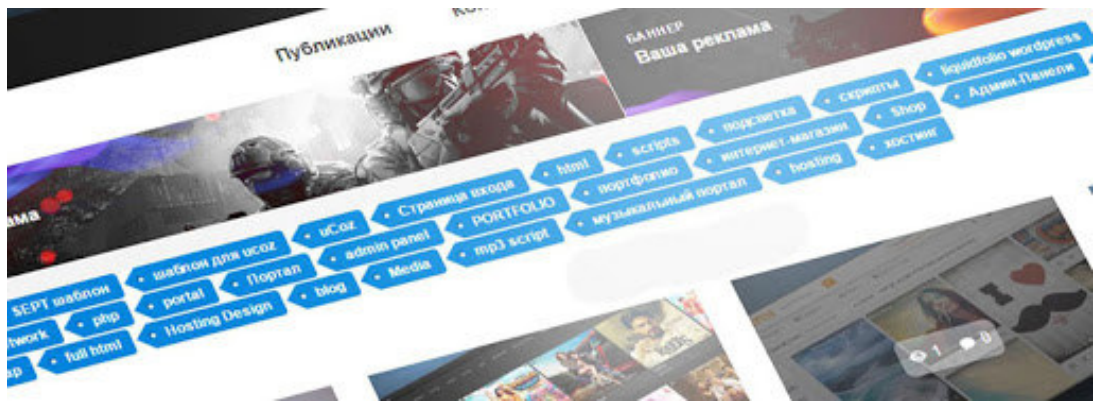 Публикации
БАННЕР
Ваша реклама
SEPT шаблон
шаблон для ucoz
uCoz
Страница входа
html
scripts
подсветка
скрипты
liquidfolio wordpress
php
portal
Портал
admin panel
PORTFOLIO
портфолио
интернет-магазин
Shop
Админ-Панели
full html
Hosting Design
blog
Media
mp3 script
музыкальный портал
hosting
хостинг
1
0